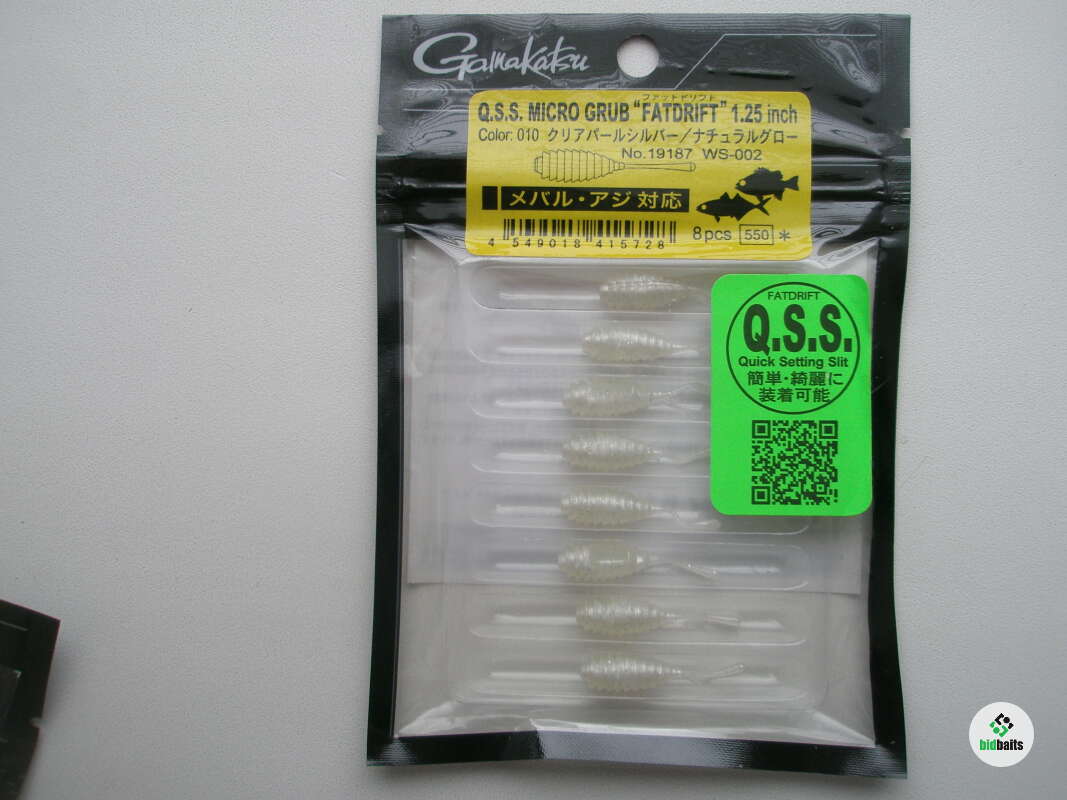 Gamakatsu
ファットドリフト
Q.S.S. MICRO GRUB "FATDRIFT" 1.25 inch
Color: 010 クリアパールシルバー／ナチュラルグロー
No.19187 WS-002
メバル・アジ対応
4 549018 415728
8pcs 550 *
FATDRIFT
Q.S.S.
Quick Setting Slit
簡単・綺麗に
装着可能
bidbaits